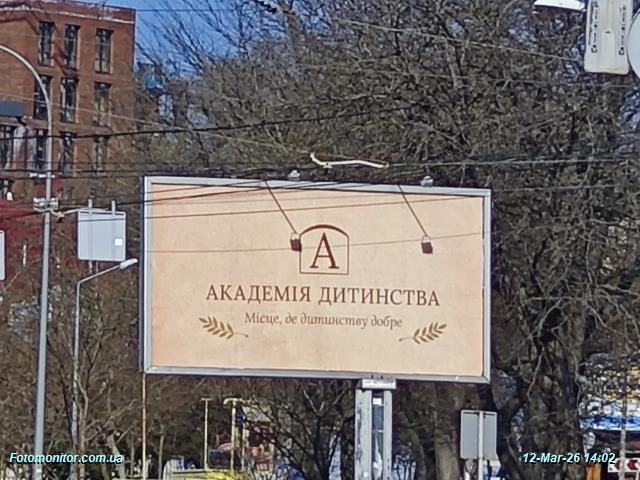 А
АКАДЕМІЯ ДИТИНСТВА
Місце, де дитинству добре
Fotomonitor.com.ua
12-Mar-26 14:02